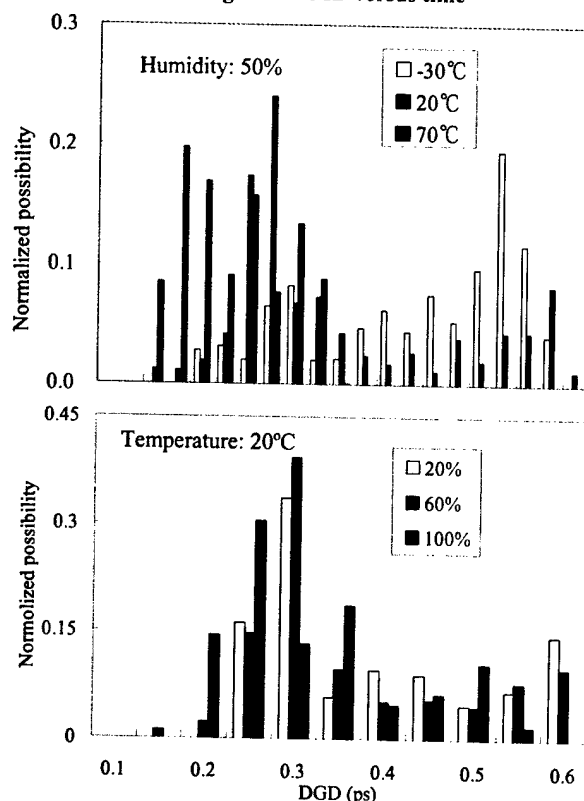 Humidity: 50%
-30℃
20℃
70℃
Normalized possibility
0.3
0.2
0.1
0.0
Temperature: 20ºC
20%
60%
100%
Normolized possibility
0.45
0.3
0.15
0
0.1 0.2 0.3 0.4 0.5 0.6
DGD (ps)